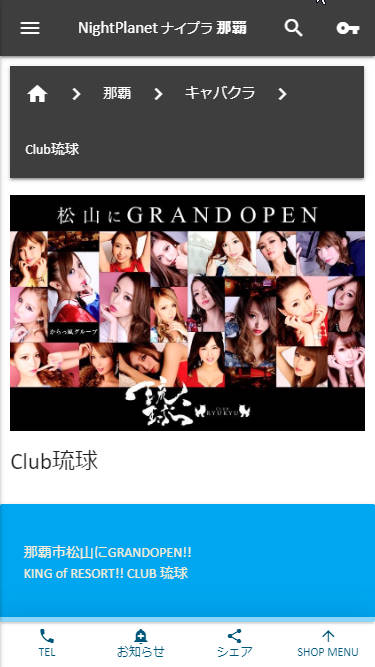 NightPlanet ナイプラ 那覇
那覇
キャバクラ
Club琉球
松山にGRANDOPEN
からっ風グループ
CLUB
RYUKYU
Club琉球
那覇市松山にGRANDOPEN!!
KING of RESORT!! CLUB 琉球
TEL
お知らせ
シェア
SHOP MENU